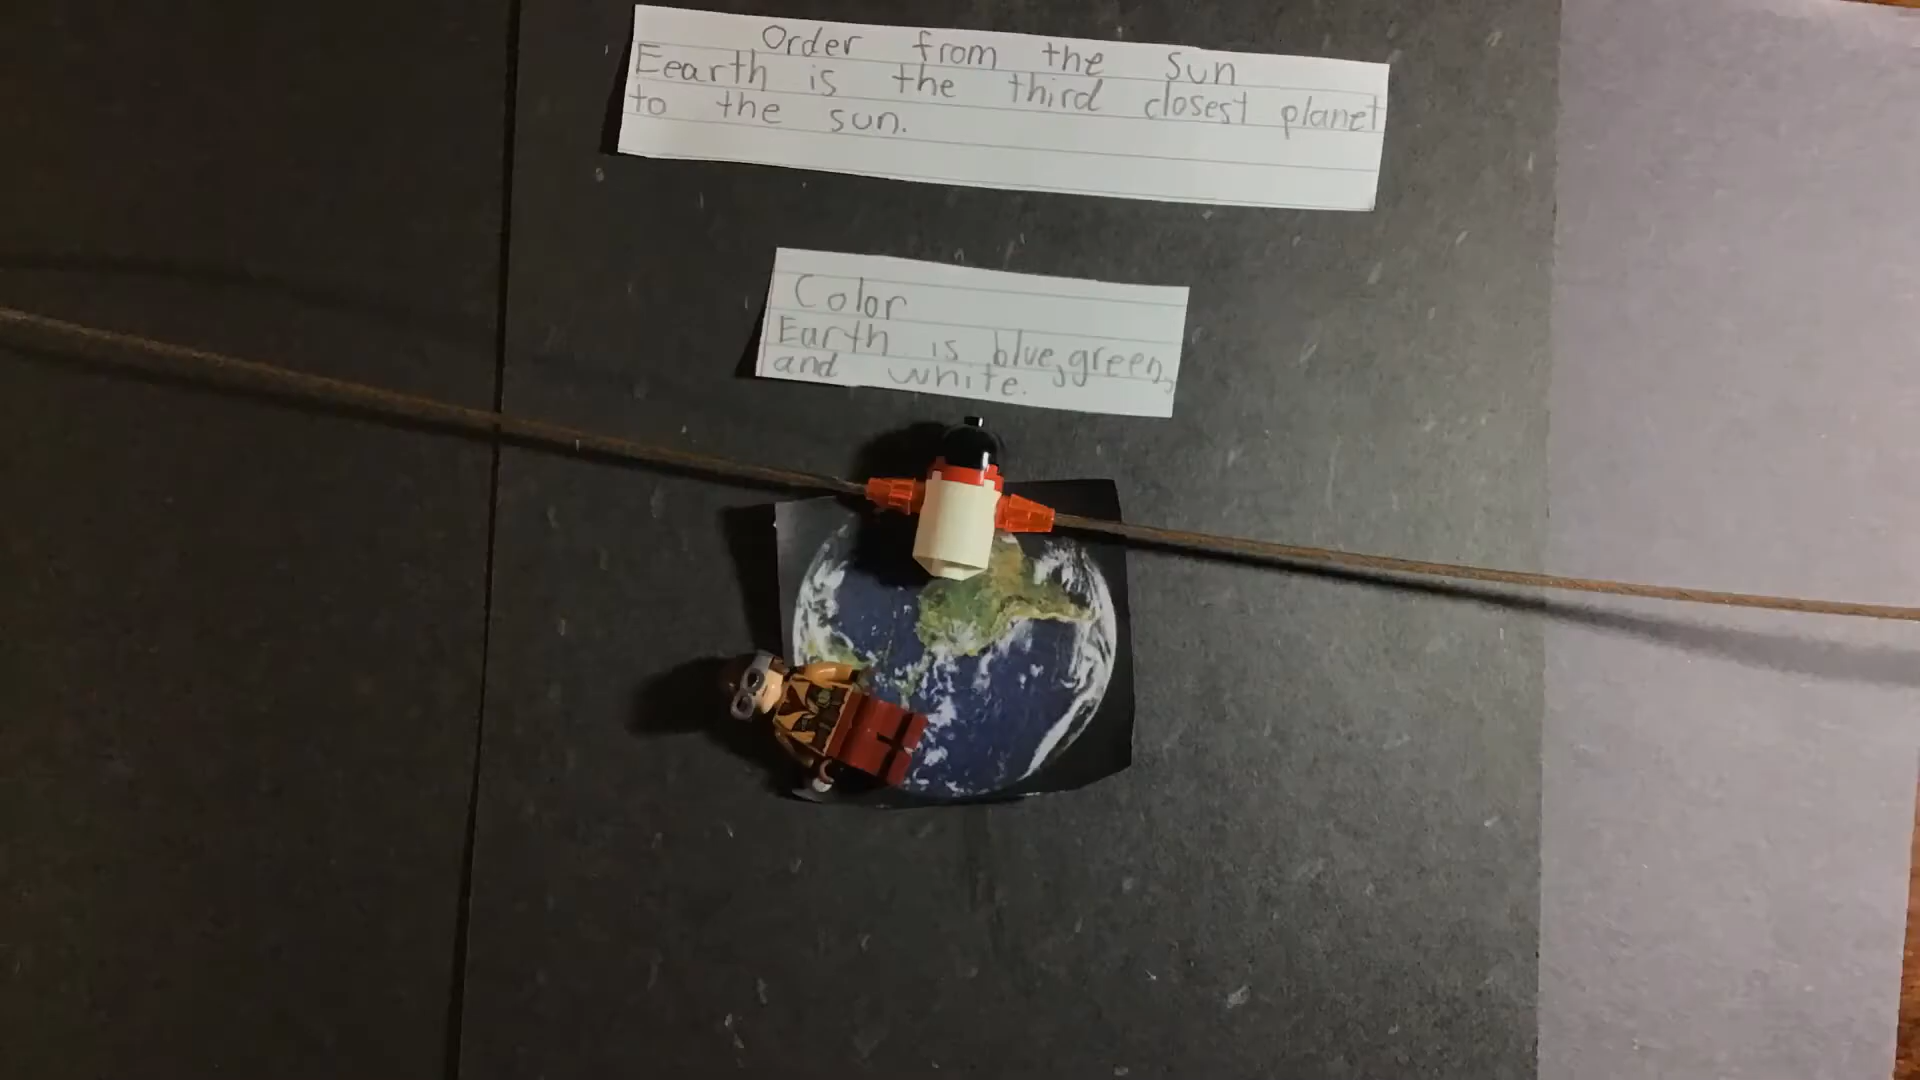 Order from the sun
Eearth is the third closest planet
to the sun.
Color
Earth is blue, green,
and white.